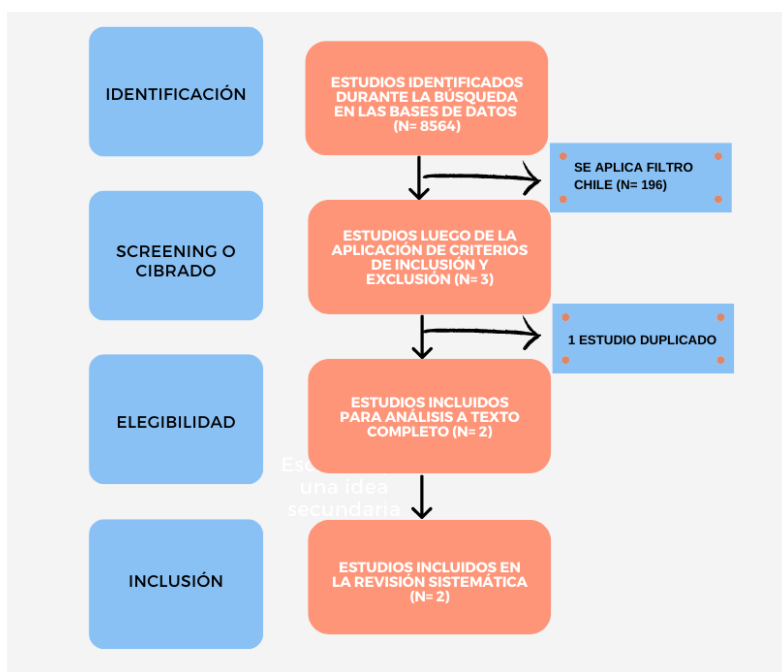 IDENTIFICACIÓN
ESTUDIOS IDENTIFICADOS
DURANTE LA BÚSQUEDA
EN LAS BASES DE DATOS
(N= 8564)
SE APLICA FILTRO
CHILE (N= 196)
SCREENING O
CIBRADO
ESTUDIOS LUEGO DE LA
APLICACIÓN DE CRITERIOS
DE INCLUSIÓN Y
EXCLUSIÓN (N= 3)
1 ESTUDIO DUPLICADO
ELEGIBILIDAD
ESTUDIOS INCLUIDOS
PARA ANÁLISIS A TEXTO
COMPLETO (N= 2)
una idea
secundaria
INCLUSIÓN
ESTUDIOS INCLUIDOS EN
LA REVISIÓN SISTEMÁTICA
(N= 2)